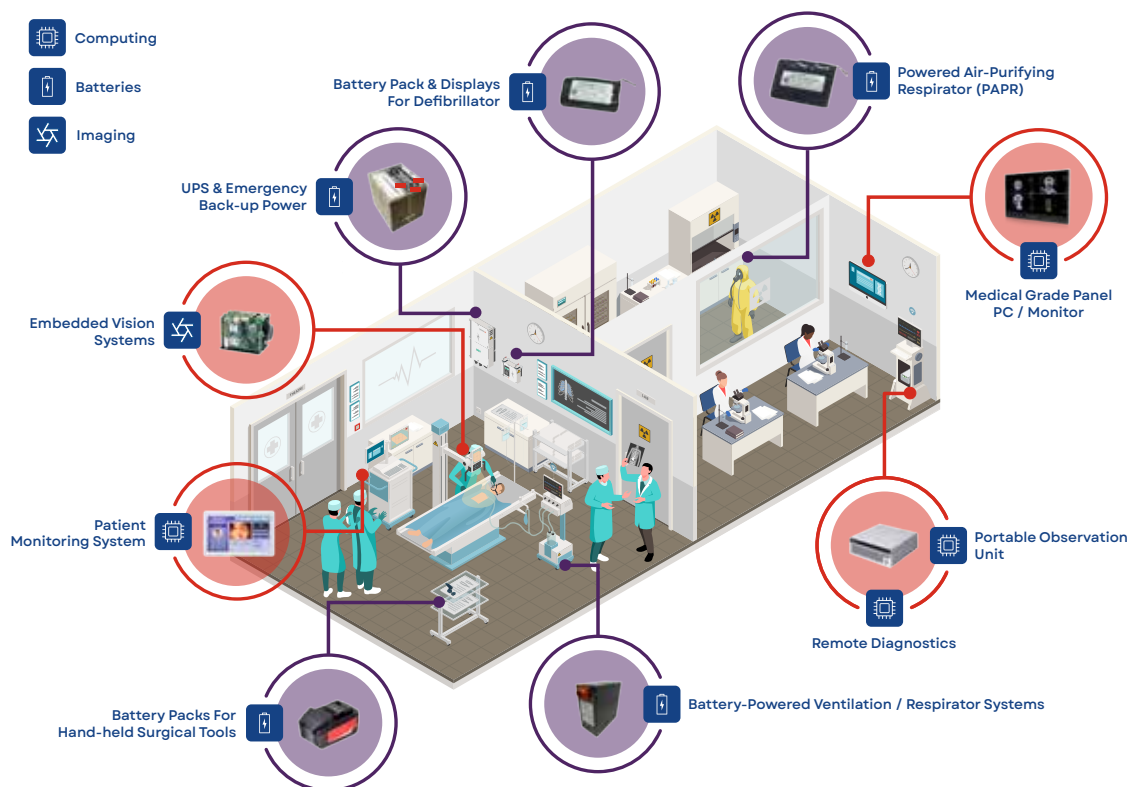 Computing
Batteries
Imaging
Battery Pack & Displays
For Defibrillator
Powered Air-Purifying
Respirator (PAPR)
UPS & Emergency
Back-up Power
Medical Grade Panel
PC / Monitor
Embedded Vision
Systems
Patient
Monitoring System
Portable Observation
Unit
Remote Diagnostics
Battery Packs For
Hand-held Surgical Tools
Battery-Powered Ventilation / Respirator Systems